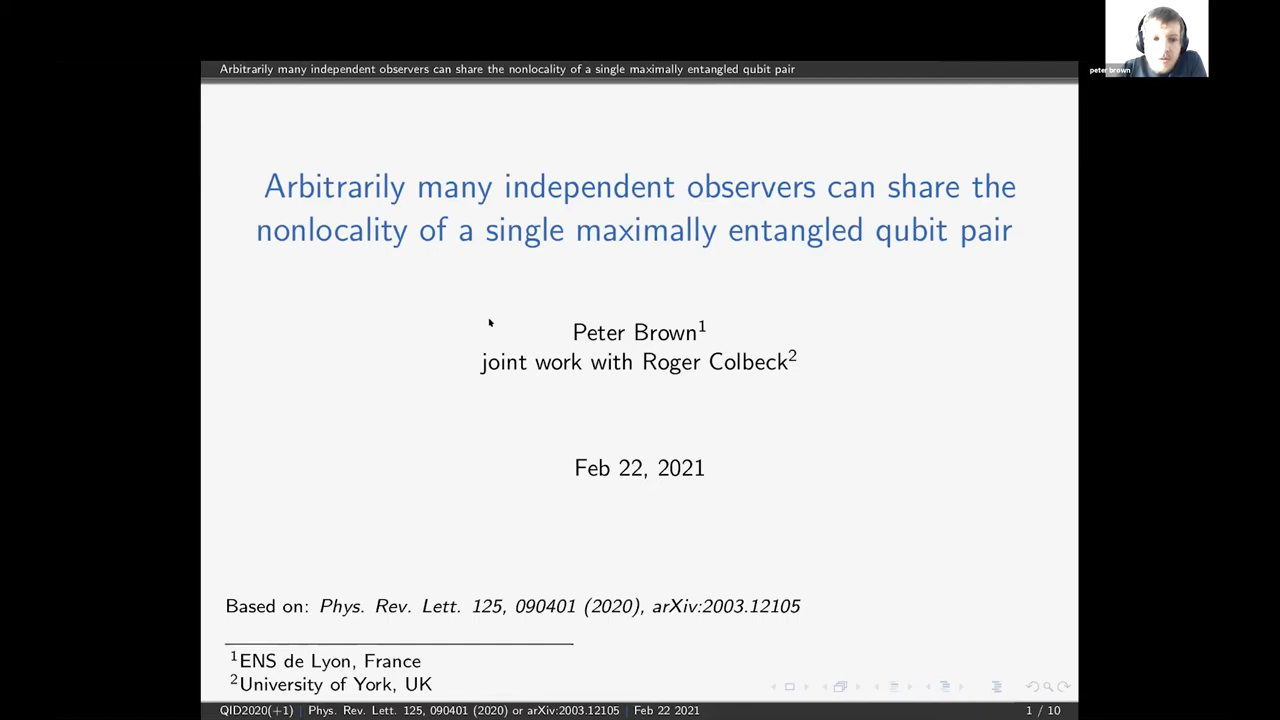 Arbitrarily many independent observers can share the nonlocality of a single maximally entangled qubit pair
peter brown
Arbitrarily many independent observers can share the
nonlocality of a single maximally entangled qubit pair
Peter Brown¹
joint work with Roger Colbeck²
Feb 22, 2021
Based on: Phys. Rev. Lett. 125, 090401 (2020), arXiv:2003.12105
¹ENS de Lyon, France
²University of York, UK
QID2020(+1) | Phys. Rev. Lett. 125, 090401 (2020) or arXiv:2003.12105 | Feb 22 2021
1 / 10